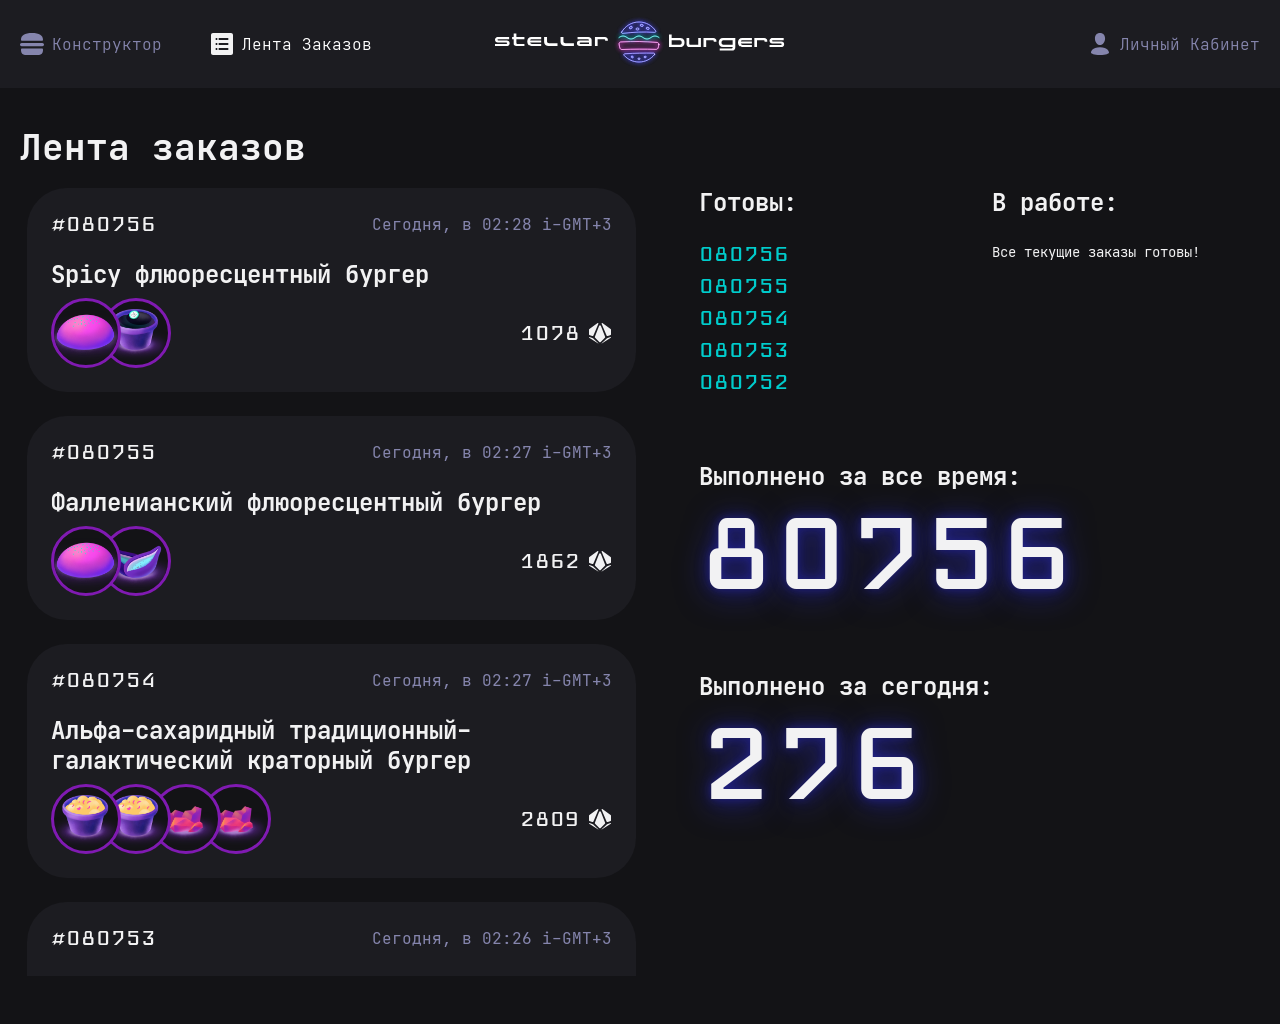 Конструктор
Лента Заказов
stellar burgers
Личный Кабинет
Лента заказов
#080756
Сегодня, в 02:28 i-GMT+3
Spicy флюоресцентный бургер
1078
#080755
Сегодня, в 02:27 i-GMT+3
Фалленианский флюоресцентный бургер
1862
#080754
Сегодня, в 02:27 i-GMT+3
Альфа-сахаридный традиционный-
галактический краторный бургер
2809
#080753
Сегодня, в 02:26 i-GMT+3
Готовы:
080756
080755
080754
080753
080752
В работе:
Все текущие заказы готовы!
Выполнено за все время:
80756
Выполнено за сегодня:
276